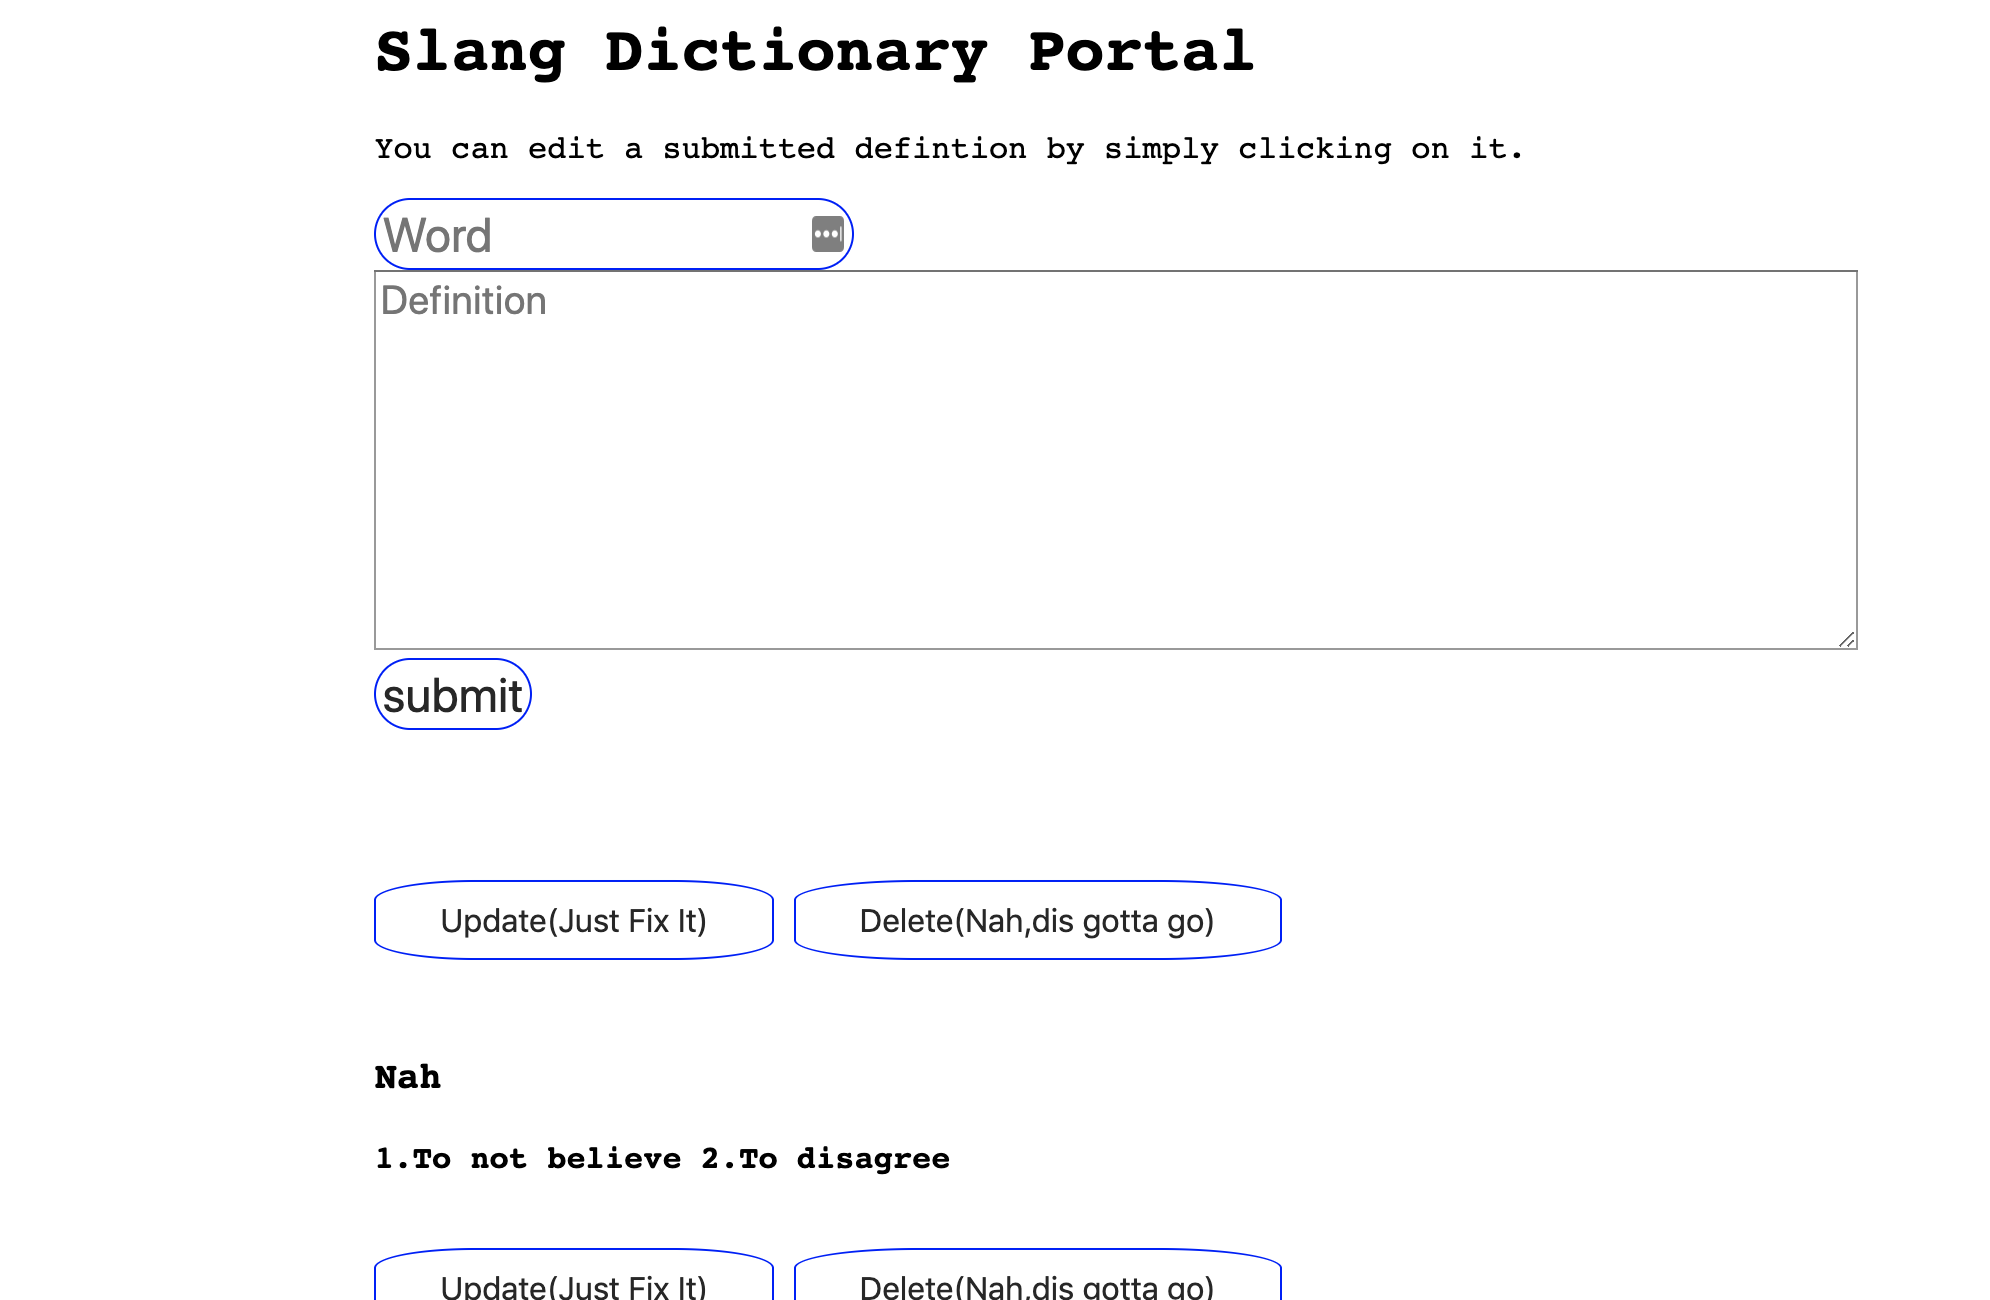 Slang Dictionary Portal
You can edit a submitted defintion by simply clicking on it.
Word
Definition
submit
Update(Just Fix It) Delete(Nah,dis gotta go)
Nah
1.To not believe 2.To disagree
Update(Just Fix It) Delete(Nah,dis gotta go)